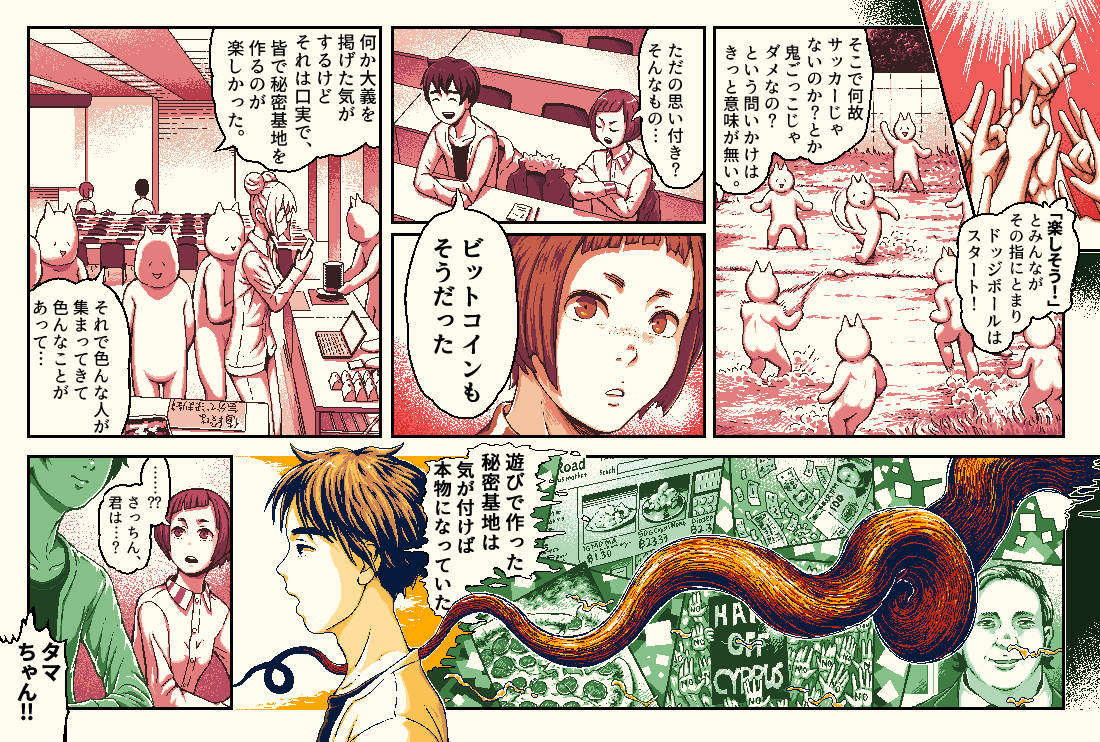 「楽しそう！」
とみんなが
その指にとまり
ドッジボールは
スタート！
そこで何故
サッカーじゃ
ないのか？とか
鬼ごっこじゃ
ダメなの？
という問いかけは
きっと意味が無い。
ただの思い付き？
そんなもの…
ビットコインも
そうだった
何か大義を
掲げた気が
するけど
それは口実で、
皆で秘密基地を
作るのが
楽しかった。
それで色んな人が
集まってきて
色んなことが
あって…
遊びで作った
秘密基地は
気が付けば
本物になっていた
Road
HANDS
OFF
CYPRUS
NO
NO
NO
……??
さっちん、
君は…？
タマ
ちゃん!!